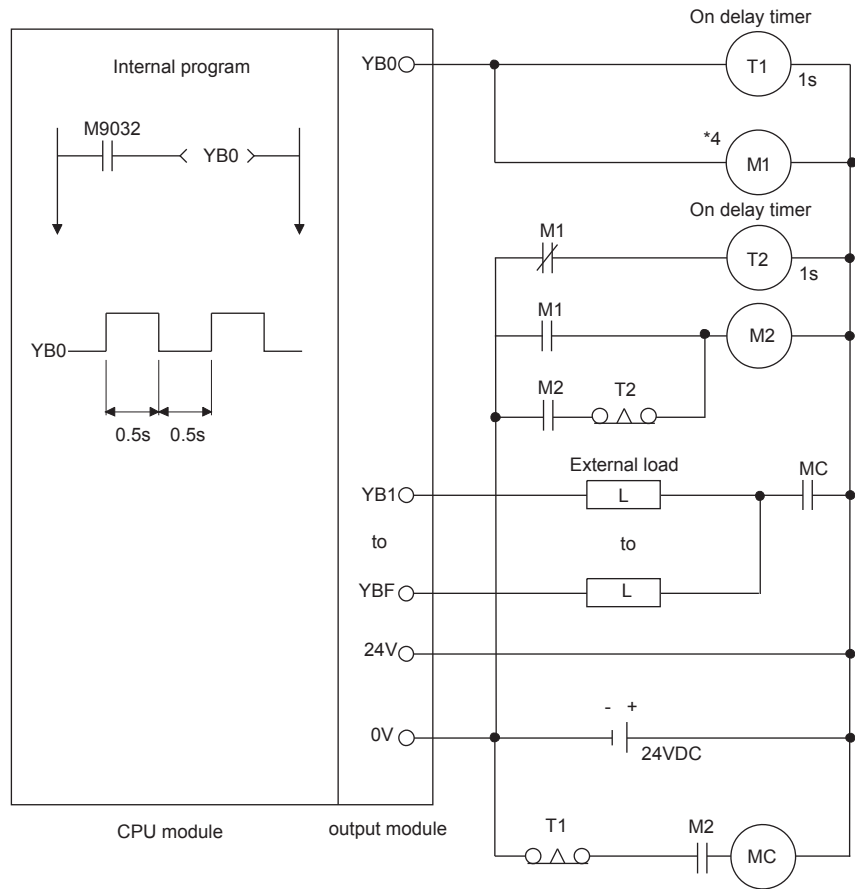 On delay timer
Internal program
YB0
T1
1s
M9032
YB0
*4
M1
On delay timer
M1
T2
1s
M1
M2
YB0
M2
T2
0.5s 0.5s
External load
MC
YB1
L
to
to
YBF
L
24V
- +
0V
24VDC
CPU module
output module
T1
M2
MC